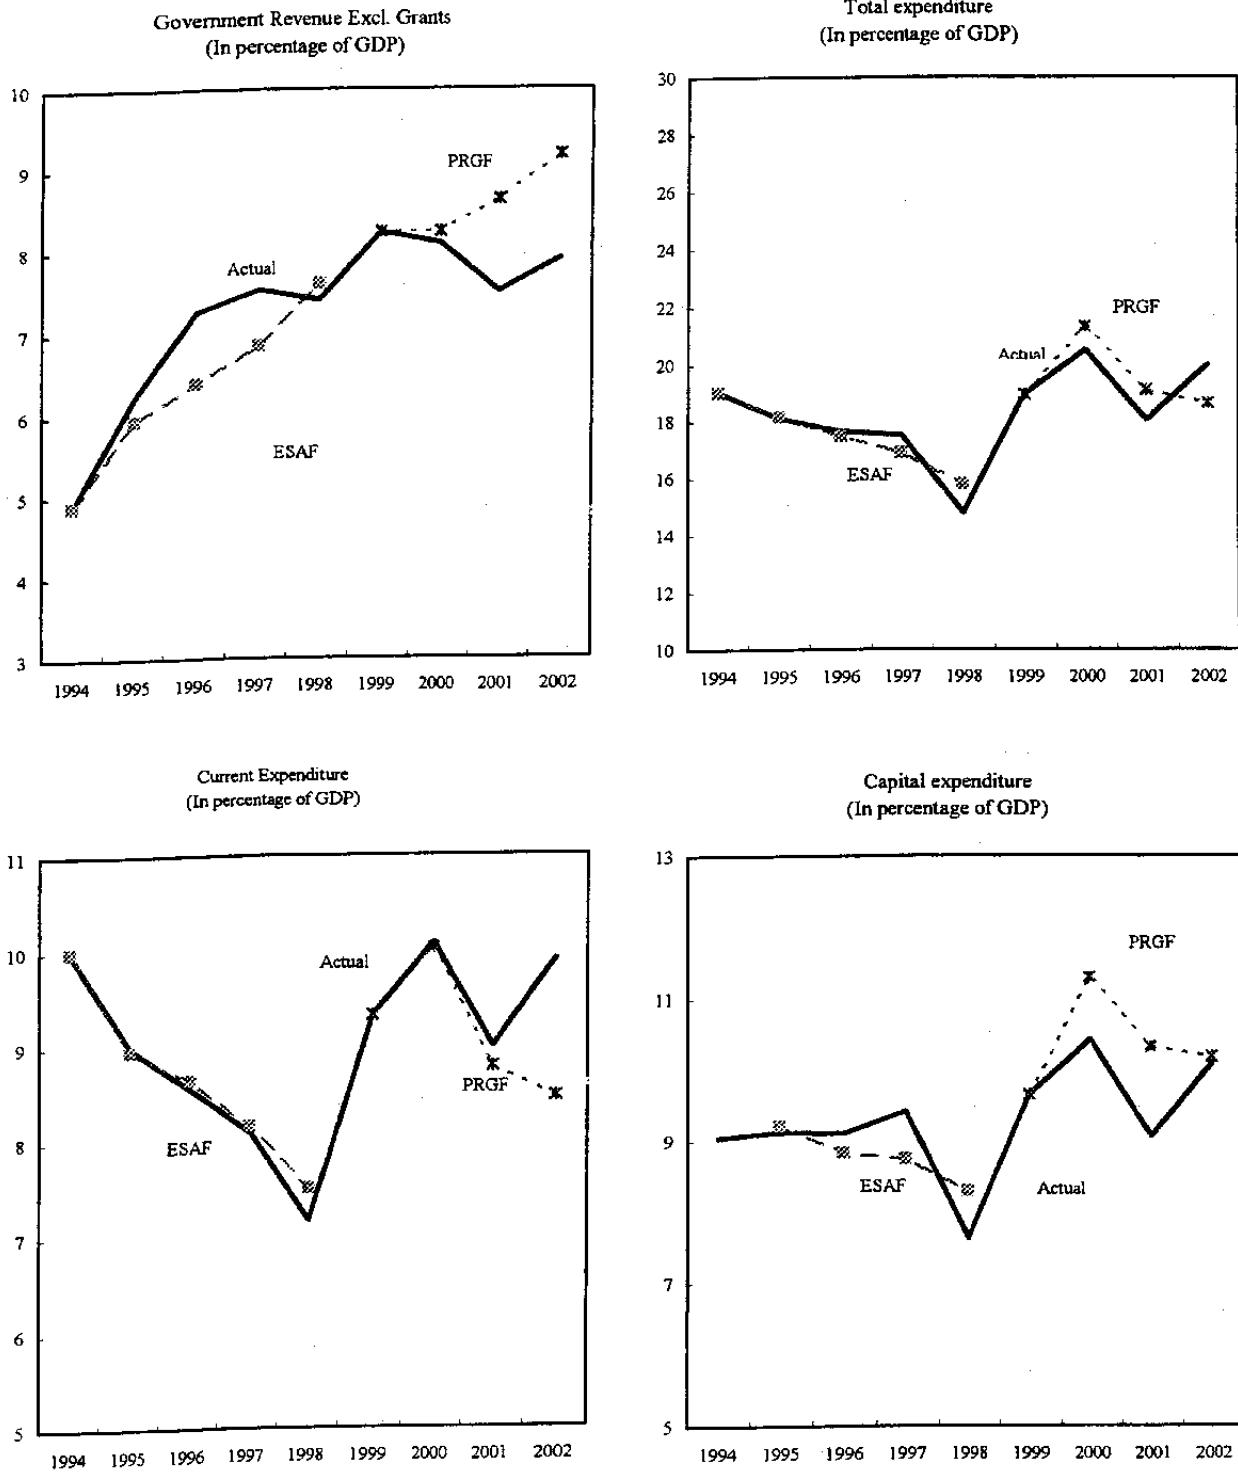 Government Revenue Excl. Grants
(In percentage of GDP)
10
9
8
7
6
5
4
3
PRGF
Actual
ESAF
1994 1995 1996 1997 1998 1999 2000 2001 2002
Total expenditure
(In percentage of GDP)
30
28
26
24
22
20
18
16
14
12
10
PRGF
Actual
ESAF
1994 1995 1996 1997 1998 1999 2000 2001 2002
Current Expenditure
(In percentage of GDP)
11
10
9
8
7
6
5
Actual
PRGF
ESAF
1994 1995 1996 1997 1998 1999 2000 2001 2002
Capital expenditure
(In percentage of GDP)
13
11
9
7
5
PRGF
ESAF
Actual
1994 1995 1996 1997 1998 1999 2000 2001 2002